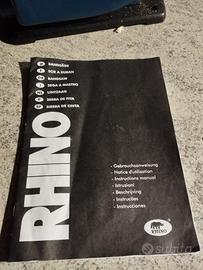 BANDSÄGE
SCIE A RUBAN
BANDSAW
SEGA A NASTRO
LINTZAAG
SERRA DE FITA
SIERRA DE CINTA
RHINO
- Gebrauchsanweisung
- Notice d'utilisation
- Instructions manual
- Istruzioni
- Beschrijving
- Instruções
- Instrucciones
RHINO
subito